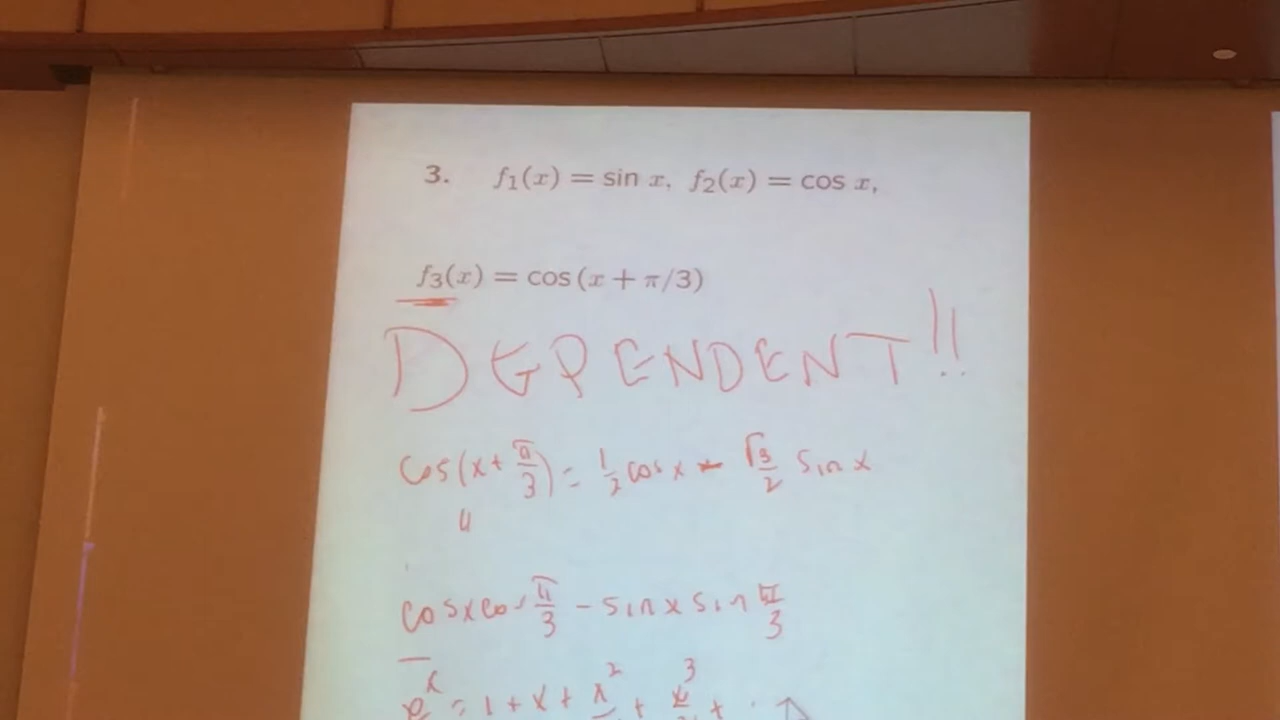 3. f₁(x) = sin x, f₂(x) = cos x,
f₃(x) = cos (x + π/3)
DEPENDENT!!
cos(x + π/3) = 1/2 cos x - √3/2 sin x
"
cos x cos π/3 - sin x sin π/3
eˣ = 1 + x + x² + x³ + .